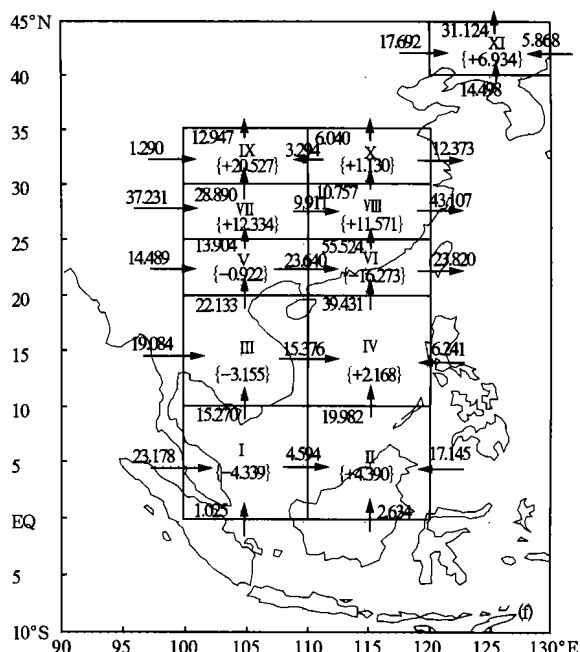 45°N 31.124 XI 5.868
17.692
{+6.934}
40 14.498
35 12.947 6.040
1.290 IX 3.294 X 12.373
{+20.527} {+1.130}
30 28.890 10.757
37.231 VII 9.911 VIII 43.107
{+12.334} {+11.571}
25 13.904 55.524
14.489 V 23.640 VI 23.820
{−0.922} {−16.273}
20 22.133 39.431
19.084 III 15.376 IV 6.241
15
{−3.155} {+2.168}
10 15.270 19.982
23.178 I 4.594 II 17.145
5 {−4.339} {+4.390}
EQ 1.025 2.634
5
10°S (f)
90 95 100 110 120 130°E